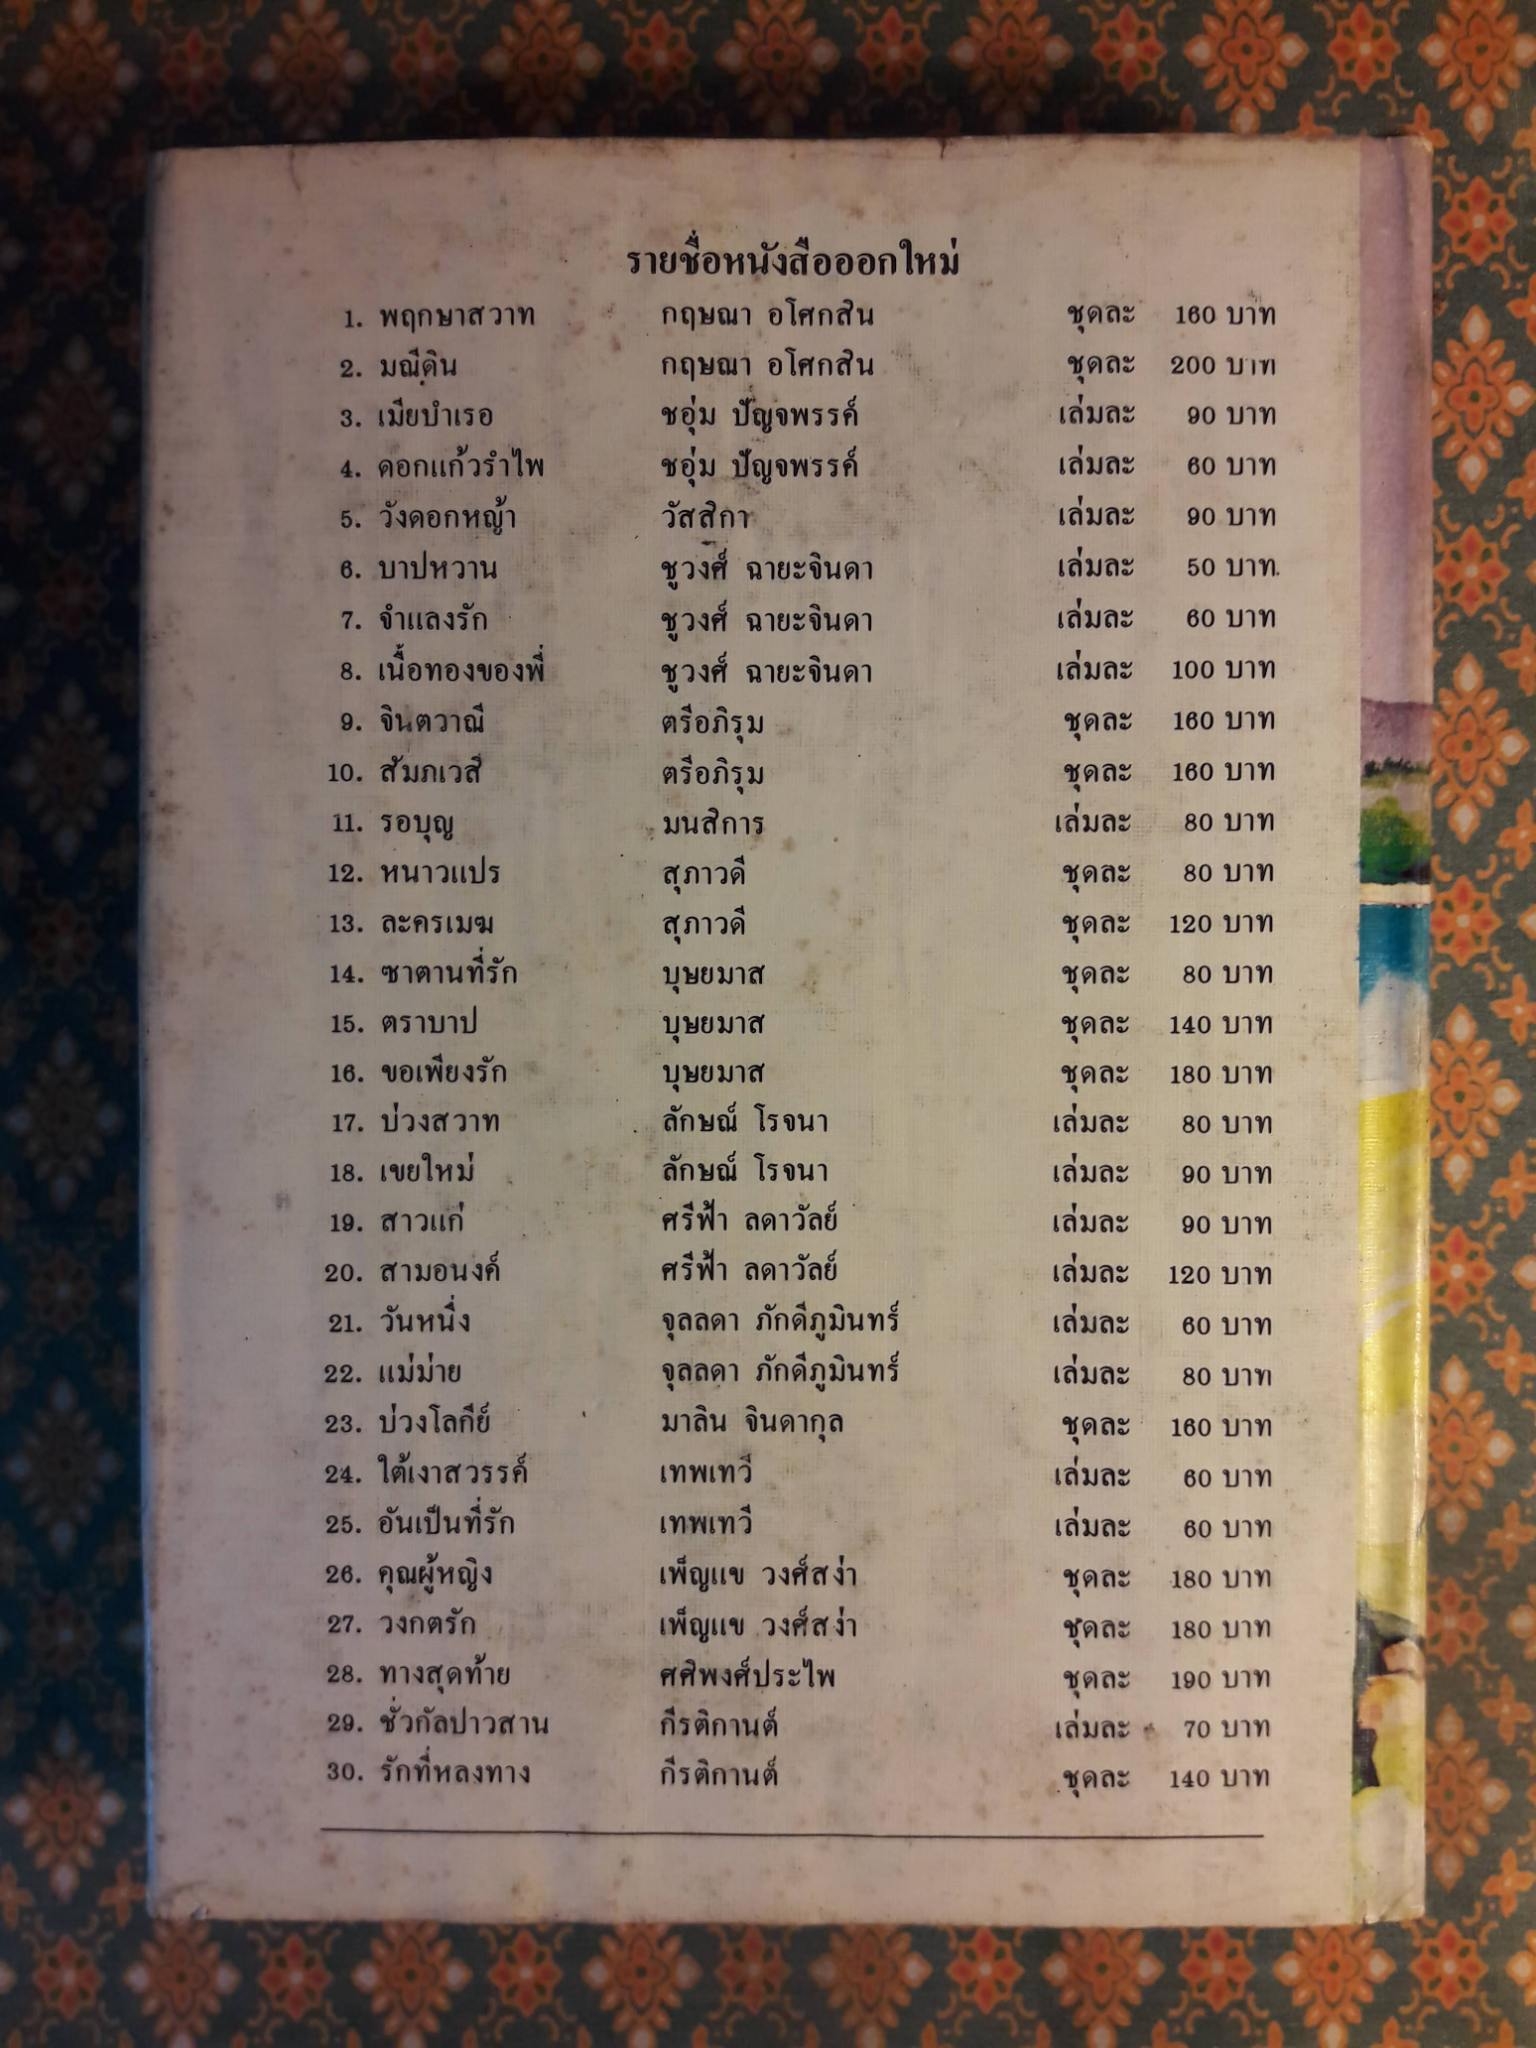 รายชื่อหนังสือออกใหม่
1. พฤกษาสวาท กฤษณา อโศกสิน ชุดละ 160 บาท
2. มณีดิน กฤษณา อโศกสิน ชุดละ 200 บาท
3. เมียบำเรอ ชอุ่ม ปัญจพรรค์ เล่มละ 90 บาท
4. ดอกแก้วรำไพ ชอุ่ม ปัญจพรรค์ เล่มละ 60 บาท
5. วังดอกหญ้า วัสสิกา เล่มละ 90 บาท
6. บาปหวาน ชูวงศ์ ฉายะจินดา เล่มละ 50 บาท
7. จำแลงรัก ชูวงศ์ ฉายะจินดา เล่มละ 60 บาท
8. เนื้อทองของพี่ ชูวงศ์ ฉายะจินดา เล่มละ 100 บาท
9. จินตวาณี ตรีอภิรุม ชุดละ 160 บาท
10. สัมภเวสี ตรีอภิรุม ชุดละ 160 บาท
11. รอบุญ มนสิการ เล่มละ 80 บาท
12. หนาวแปร สุภาวดี ชุดละ 80 บาท
13. ละครเมฆ สุภาวดี ชุดละ 120 บาท
14. ซาตานที่รัก บุษยมาส ชุดละ 80 บาท
15. ตราบาป บุษยมาส ชุดละ 140 บาท
16. ขอเพียงรัก บุษยมาส ชุดละ 180 บาท
17. บ่วงสวาท ลักษณ์ โรจนา เล่มละ 80 บาท
18. เขยใหม่ ลักษณ์ โรจนา เล่มละ 90 บาท
19. สาวแก่ ศรีฟ้า ลดาวัลย์ เล่มละ 90 บาท
20. สามอนงค์ ศรีฟ้า ลดาวัลย์ เล่มละ 120 บาท
21. วันหนึ่ง จุลลดา ภักดีภูมินทร์ เล่มละ 60 บาท
22. แม่ม่าย จุลลดา ภักดีภูมินทร์ เล่มละ 80 บาท
23. บ่วงโลกีย์ มาลิน จินดากุล ชุดละ 160 บาท
24. ใต้เงาสวรรค์ เทพเทวี เล่มละ 60 บาท
25. อันเป็นที่รัก เทพเทวี เล่มละ 60 บาท
26. คุณผู้หญิง เพ็ญแข วงศ์สง่า ชุดละ 180 บาท
27. วงกตรัก เพ็ญแข วงศ์สง่า ชุดละ 180 บาท
28. ทางสุดท้าย ศศิพงศ์ประไพ ชุดละ 190 บาท
29. ชั่วกัลปาวสาน กีรติกานต์ เล่มละ 70 บาท
30. รักที่หลงทาง กีรติกานต์ ชุดละ 140 บาท